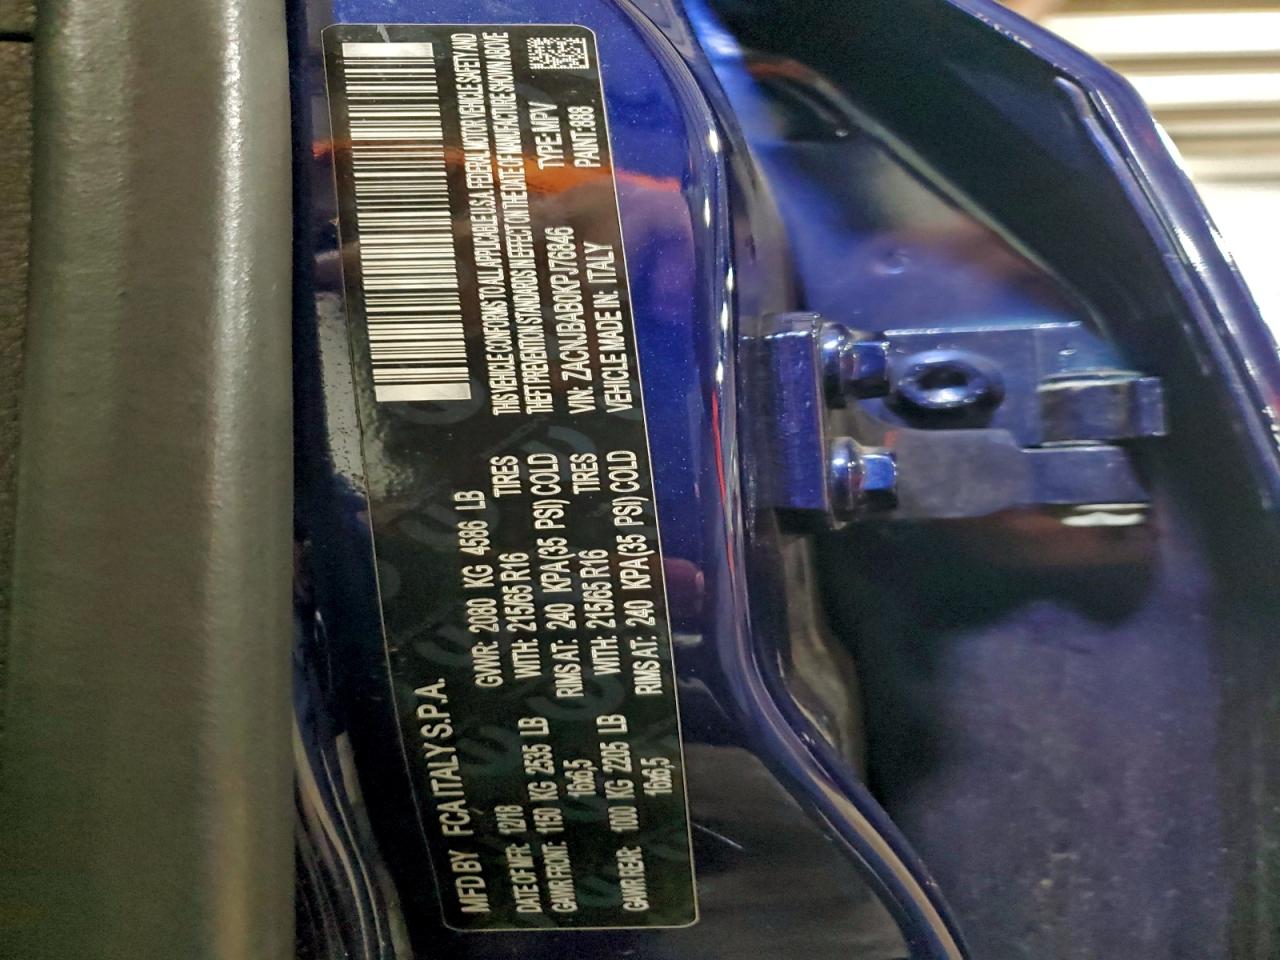 MFD BY FCA ITALY S.P.A.
DATE OF MFR: 12/18 GVWR: 2080 KG 4586 LB
GAWR FRONT: 1150 KG 2535 LB WITH: 215/65 R16 TIRES
16x6,5 RIMS AT: 240 KPA(35 PSI) COLD
GAWR REAR: 1000 KG 2205 LB WITH: 215/65 R16 TIRES
16x6,5 RIMS AT: 240 KPA(35 PSI) COLD
THIS VEHICLE CONFORMS TO ALL APPLICABLE U.S.A. FEDERAL MOTOR VEHICLE SAFETY AND
THEFT PREVENTION STANDARDS IN EFFECT ON THE DATE OF MANUFACTURE SHOWN ABOVE
VIN: ZACNJBAB0KPJ76846 TYPE: MPV
VEHICLE MADE IN: ITALY PAINT: 888